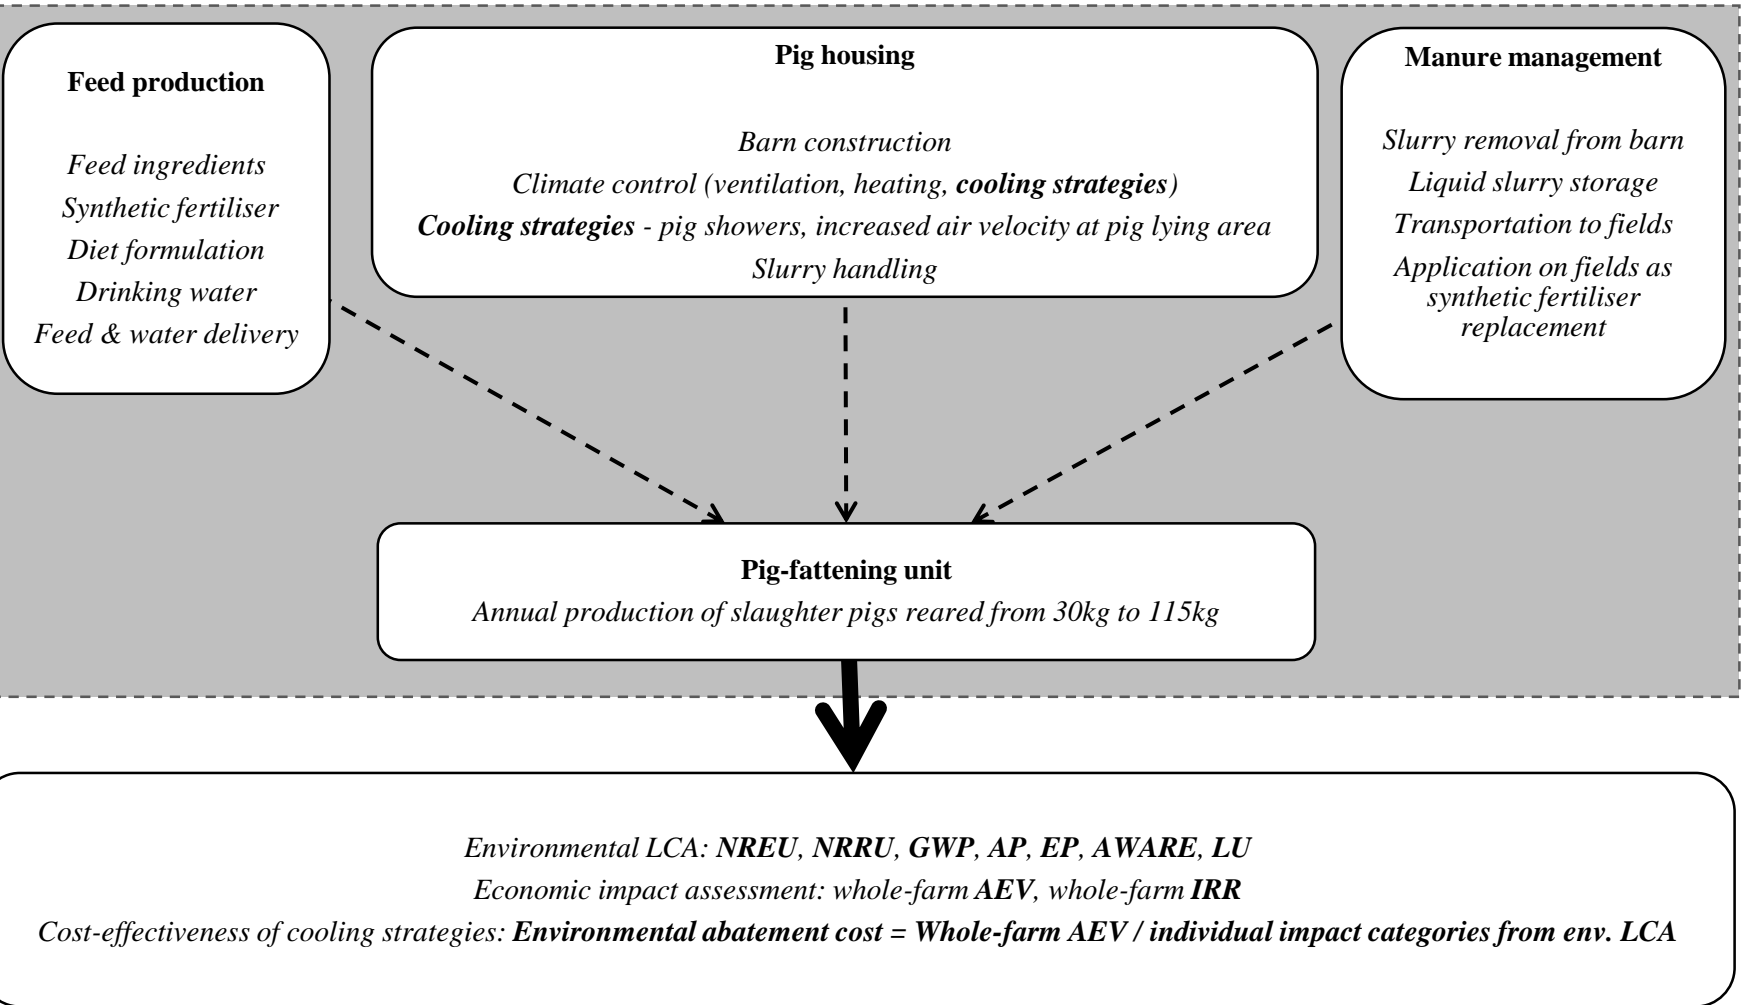 Feed production
Feed ingredients
Synthetic fertiliser
Diet formulation
Drinking water
Feed & water delivery
Pig housing
Barn construction
Climate control (ventilation, heating, cooling strategies)
Cooling strategies - pig showers, increased air velocity at pig lying area
Slurry handling
Manure management
Slurry removal from barn
Liquid slurry storage
Transportation to fields
Application on fields as
synthetic fertiliser
replacement
Pig-fattening unit
Annual production of slaughter pigs reared from 30kg to 115kg
Environmental LCA: NREU, NRRU, GWP, AP, EP, AWARE, LU
Economic impact assessment: whole-farm AEV, whole-farm IRR
Cost-effectiveness of cooling strategies: Environmental abatement cost = Whole-farm AEV / individual impact categories from env. LCA